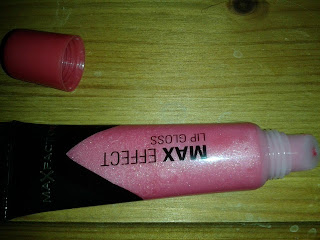 MAXFACTOR
MAX EFFECT
LIP GLOSS